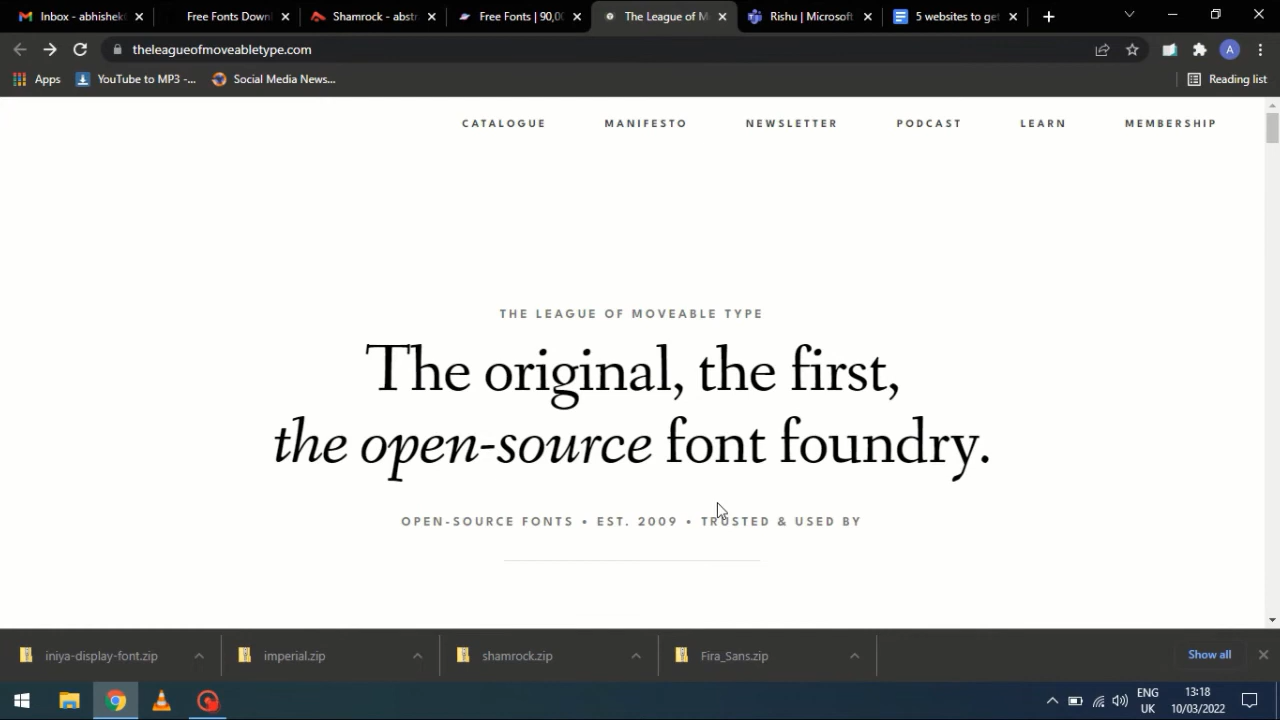 Inbox - abhishek
Free Fonts Downl
Shamrock - abstr
Free Fonts | 90,00
The League of M
Rishu | Microsoft
5 websites to get
theleagueofmoveabletype.com
A
Apps
YouTube to MP3 -...
Social Media News...
Reading list
CATALOGUE
MANIFESTO
NEWSLETTER
PODCAST
LEARN
MEMBERSHIP
THE LEAGUE OF MOVEABLE TYPE
The original, the first,
the open-source font foundry.
OPEN-SOURCE FONTS • EST. 2009 • TRUSTED & USED BY
iniya-display-font.zip
imperial.zip
shamrock.zip
Fira_Sans.zip
Show all
ENG
UK
13:18
10/03/2022